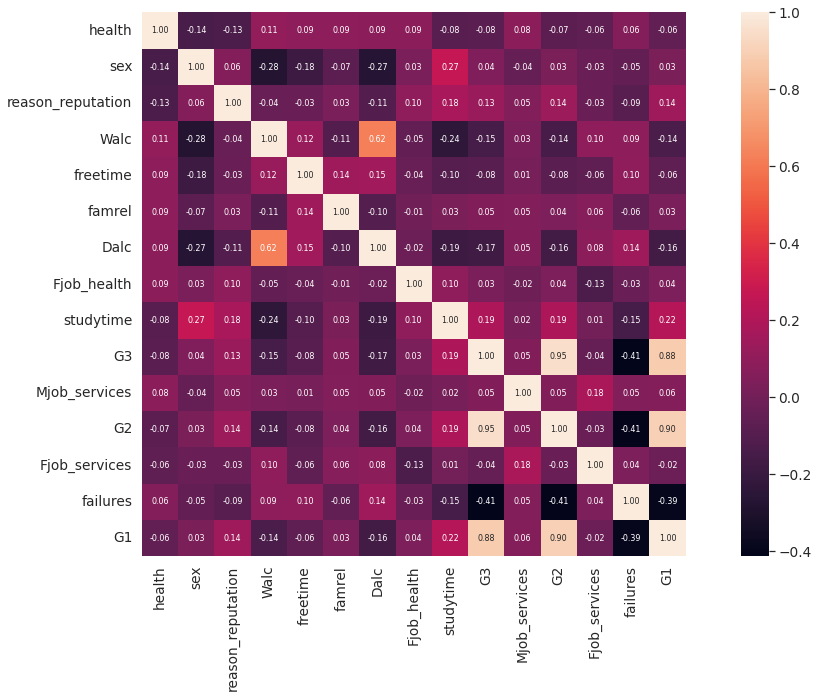 health 1.00 -0.14 -0.13 0.11 0.09 0.09 0.09 0.09 -0.08 -0.08 0.08 -0.07 -0.06 0.06 -0.06
sex -0.14 1.00 0.06 -0.28 -0.18 -0.07 -0.27 0.03 0.27 0.04 -0.04 0.03 -0.03 -0.05 0.03
reason_reputation -0.13 0.06 1.00 -0.04 -0.03 0.03 -0.11 0.10 0.18 0.13 0.05 0.14 -0.03 -0.09 0.14
Walc 0.11 -0.28 -0.04 1.00 0.12 -0.11 0.62 -0.05 -0.24 -0.15 0.03 -0.14 0.10 0.09 -0.14
freetime 0.09 -0.18 -0.03 0.12 1.00 0.14 0.15 -0.04 -0.10 -0.08 0.01 -0.08 -0.06 0.10 -0.06
famrel 0.09 -0.07 0.03 -0.11 0.14 1.00 -0.10 -0.01 0.03 0.05 0.05 0.04 0.06 -0.06 0.03
Dalc 0.09 -0.27 -0.11 0.62 0.15 -0.10 1.00 -0.02 -0.19 -0.17 0.05 -0.16 0.08 0.14 -0.16
Fjob_health 0.09 0.03 0.10 -0.05 -0.04 -0.01 -0.02 1.00 0.10 0.03 -0.02 0.04 -0.13 -0.03 0.04
studytime -0.08 0.27 0.18 -0.24 -0.10 0.03 -0.19 0.10 1.00 0.19 0.02 0.19 0.01 -0.15 0.22
G3 -0.08 0.04 0.13 -0.15 -0.08 0.05 -0.17 0.03 0.19 1.00 0.05 0.95 -0.04 -0.41 0.88
Mjob_services 0.08 -0.04 0.05 0.03 0.01 0.05 0.05 -0.02 0.02 0.05 1.00 0.05 0.18 0.05 0.06
G2 -0.07 0.03 0.14 -0.14 -0.08 0.04 -0.16 0.04 0.19 0.95 0.05 1.00 -0.03 -0.41 0.90
Fjob_services -0.06 -0.03 -0.03 0.10 -0.06 0.06 0.08 -0.13 0.01 -0.04 0.18 -0.03 1.00 0.04 -0.02
failures 0.06 -0.05 -0.09 0.09 0.10 -0.06 0.14 -0.03 -0.15 -0.41 0.05 -0.41 0.04 1.00 -0.39
G1 -0.06 0.03 0.14 -0.14 -0.06 0.03 -0.16 0.04 0.22 0.88 0.06 0.90 -0.02 -0.39 1.00
health sex reason_reputation Walc freetime famrel Dalc Fjob_health studytime G3 Mjob_services G2 Fjob_services failures G1
1.0
0.8
0.6
0.4
0.2
0.0
−0.2
−0.4